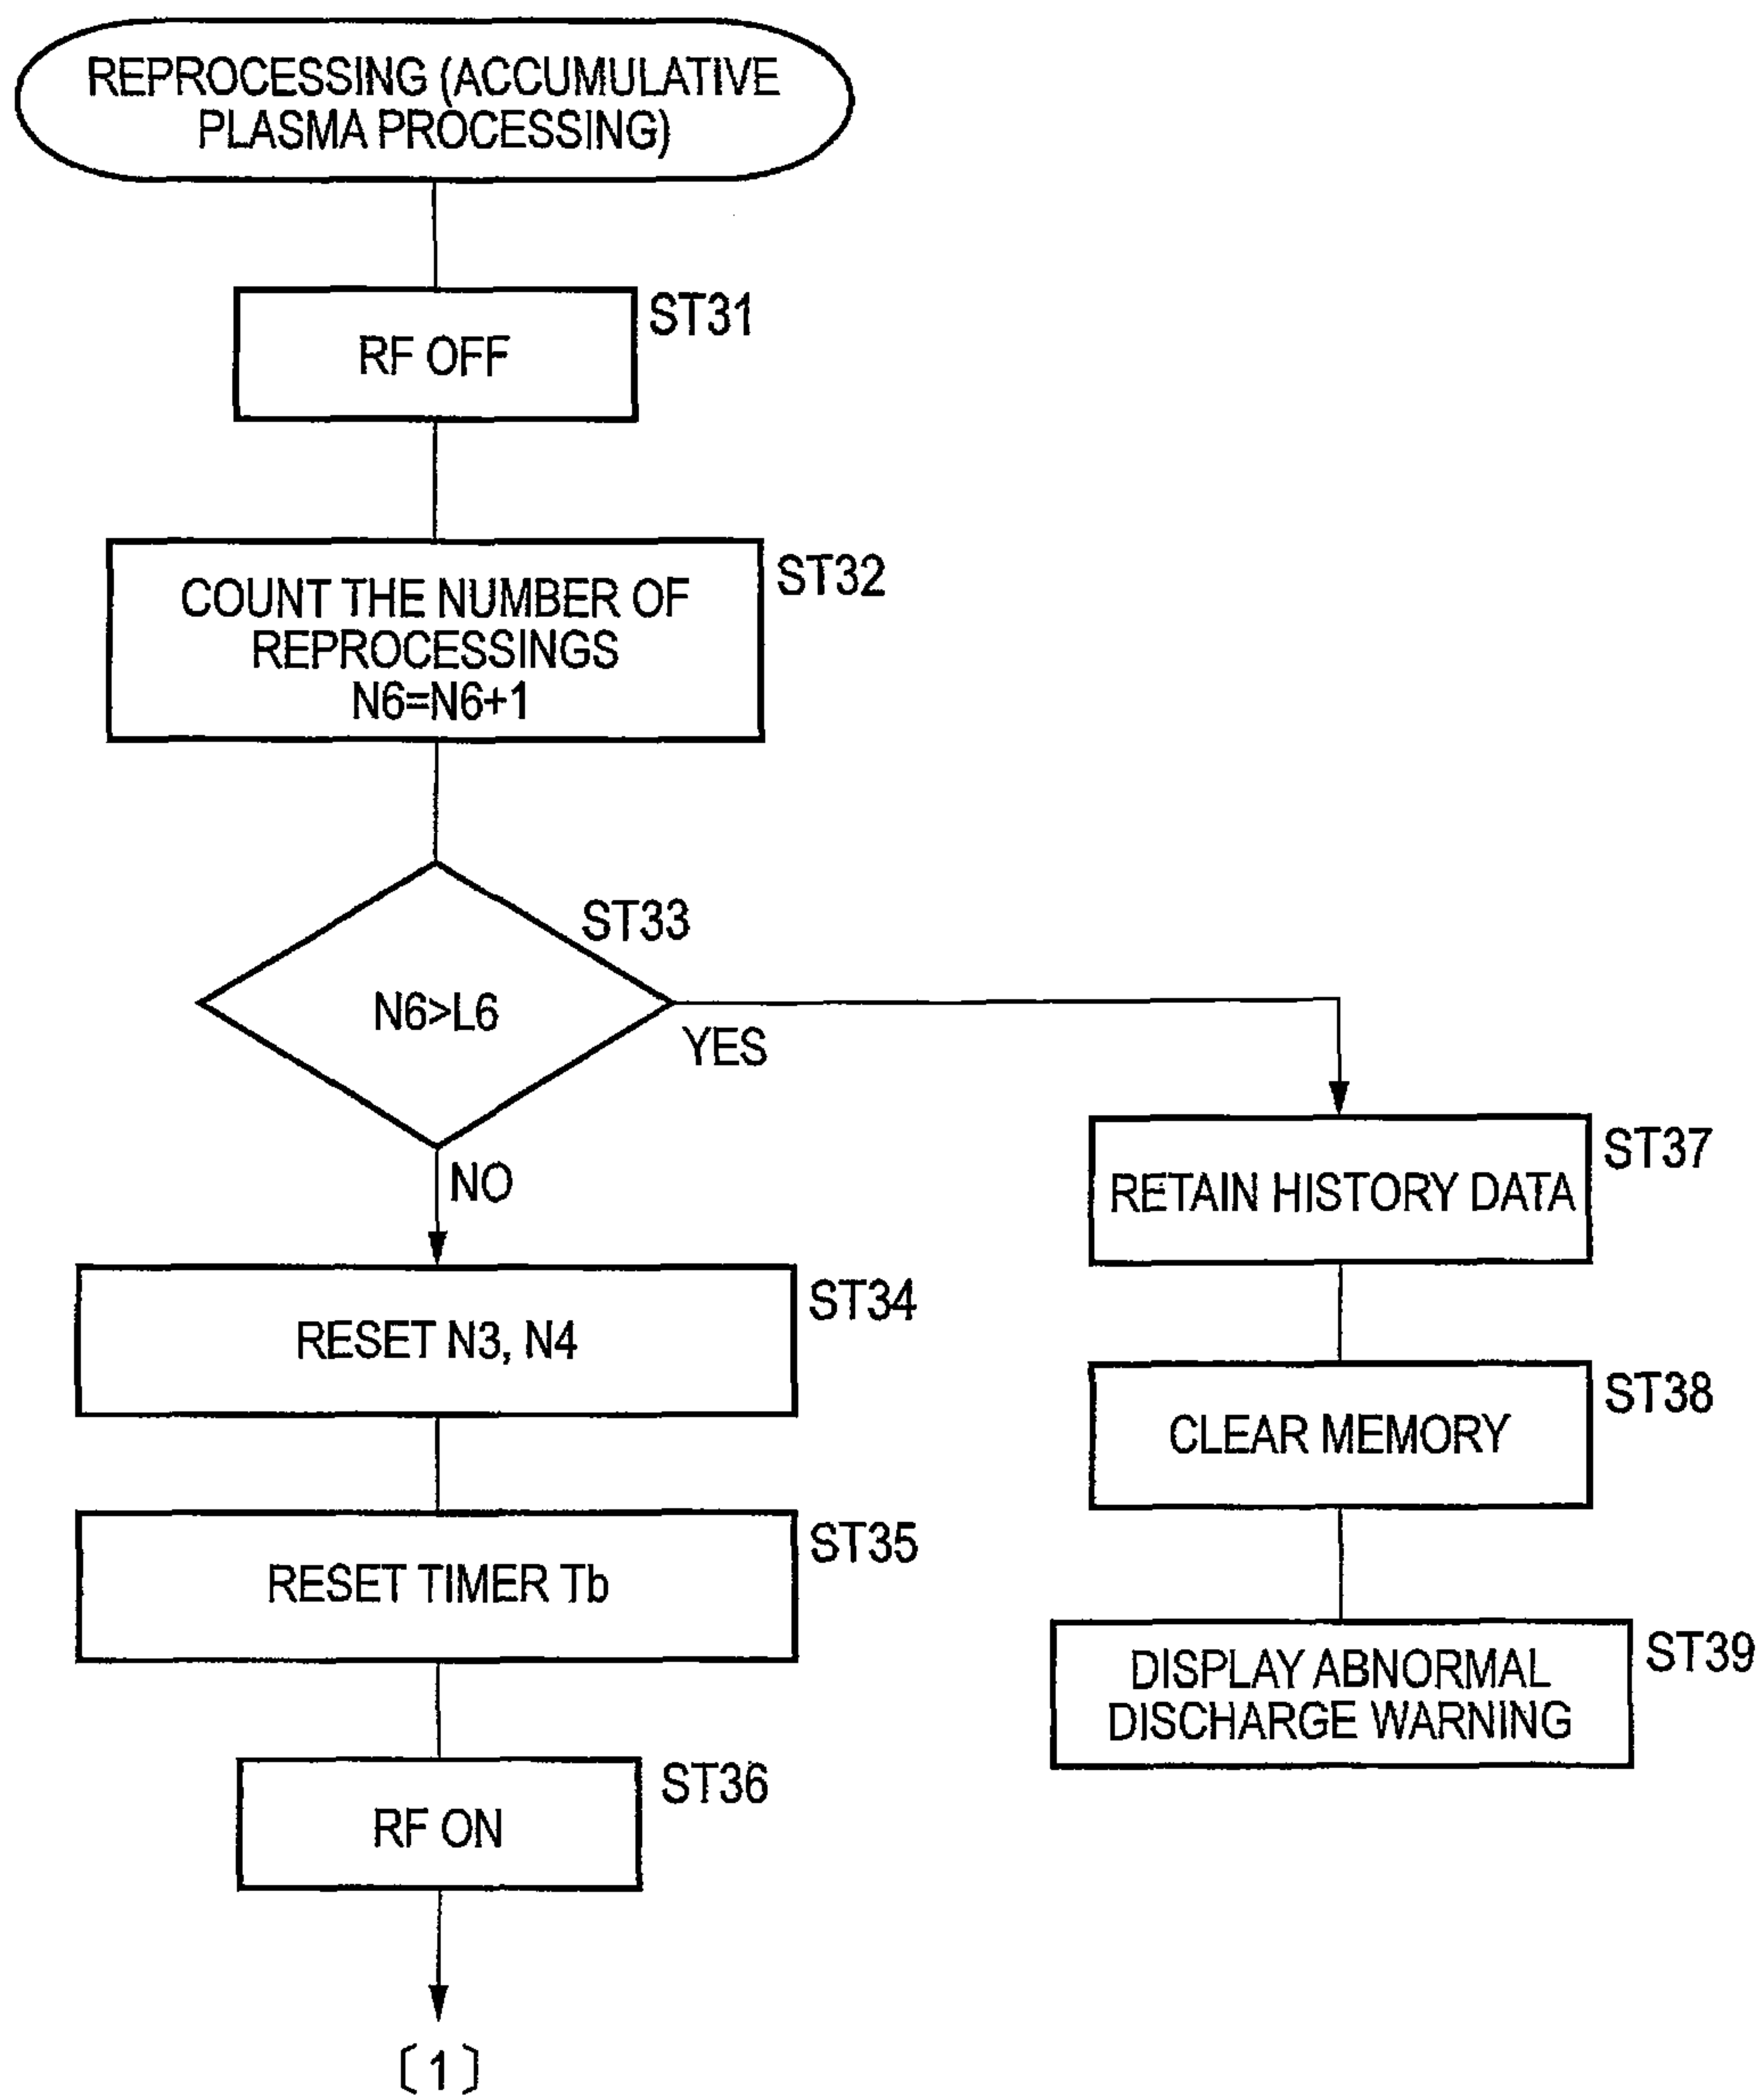 REPROCESSING (ACCUMULATIVE
PLASMA PROCESSING)
ST31
RF OFF
ST32
COUNT THE NUMBER OF
REPROCESSINGS
N6=N6+1
ST33
N6>L6
YES
NO
ST34
RESET N3, N4
ST35
RESET TIMER Tb
ST36
RF ON
〔1〕
ST37
RETAIN HISTORY DATA
ST38
CLEAR MEMORY
ST39
DISPLAY ABNORMAL
DISCHARGE WARNING